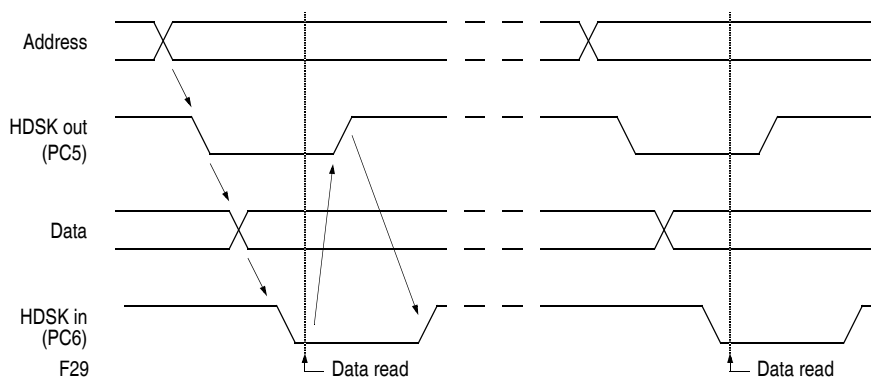 Address
HDSK out
(PC5)
Data
HDSK in
(PC6)
F29
Data read
Data read